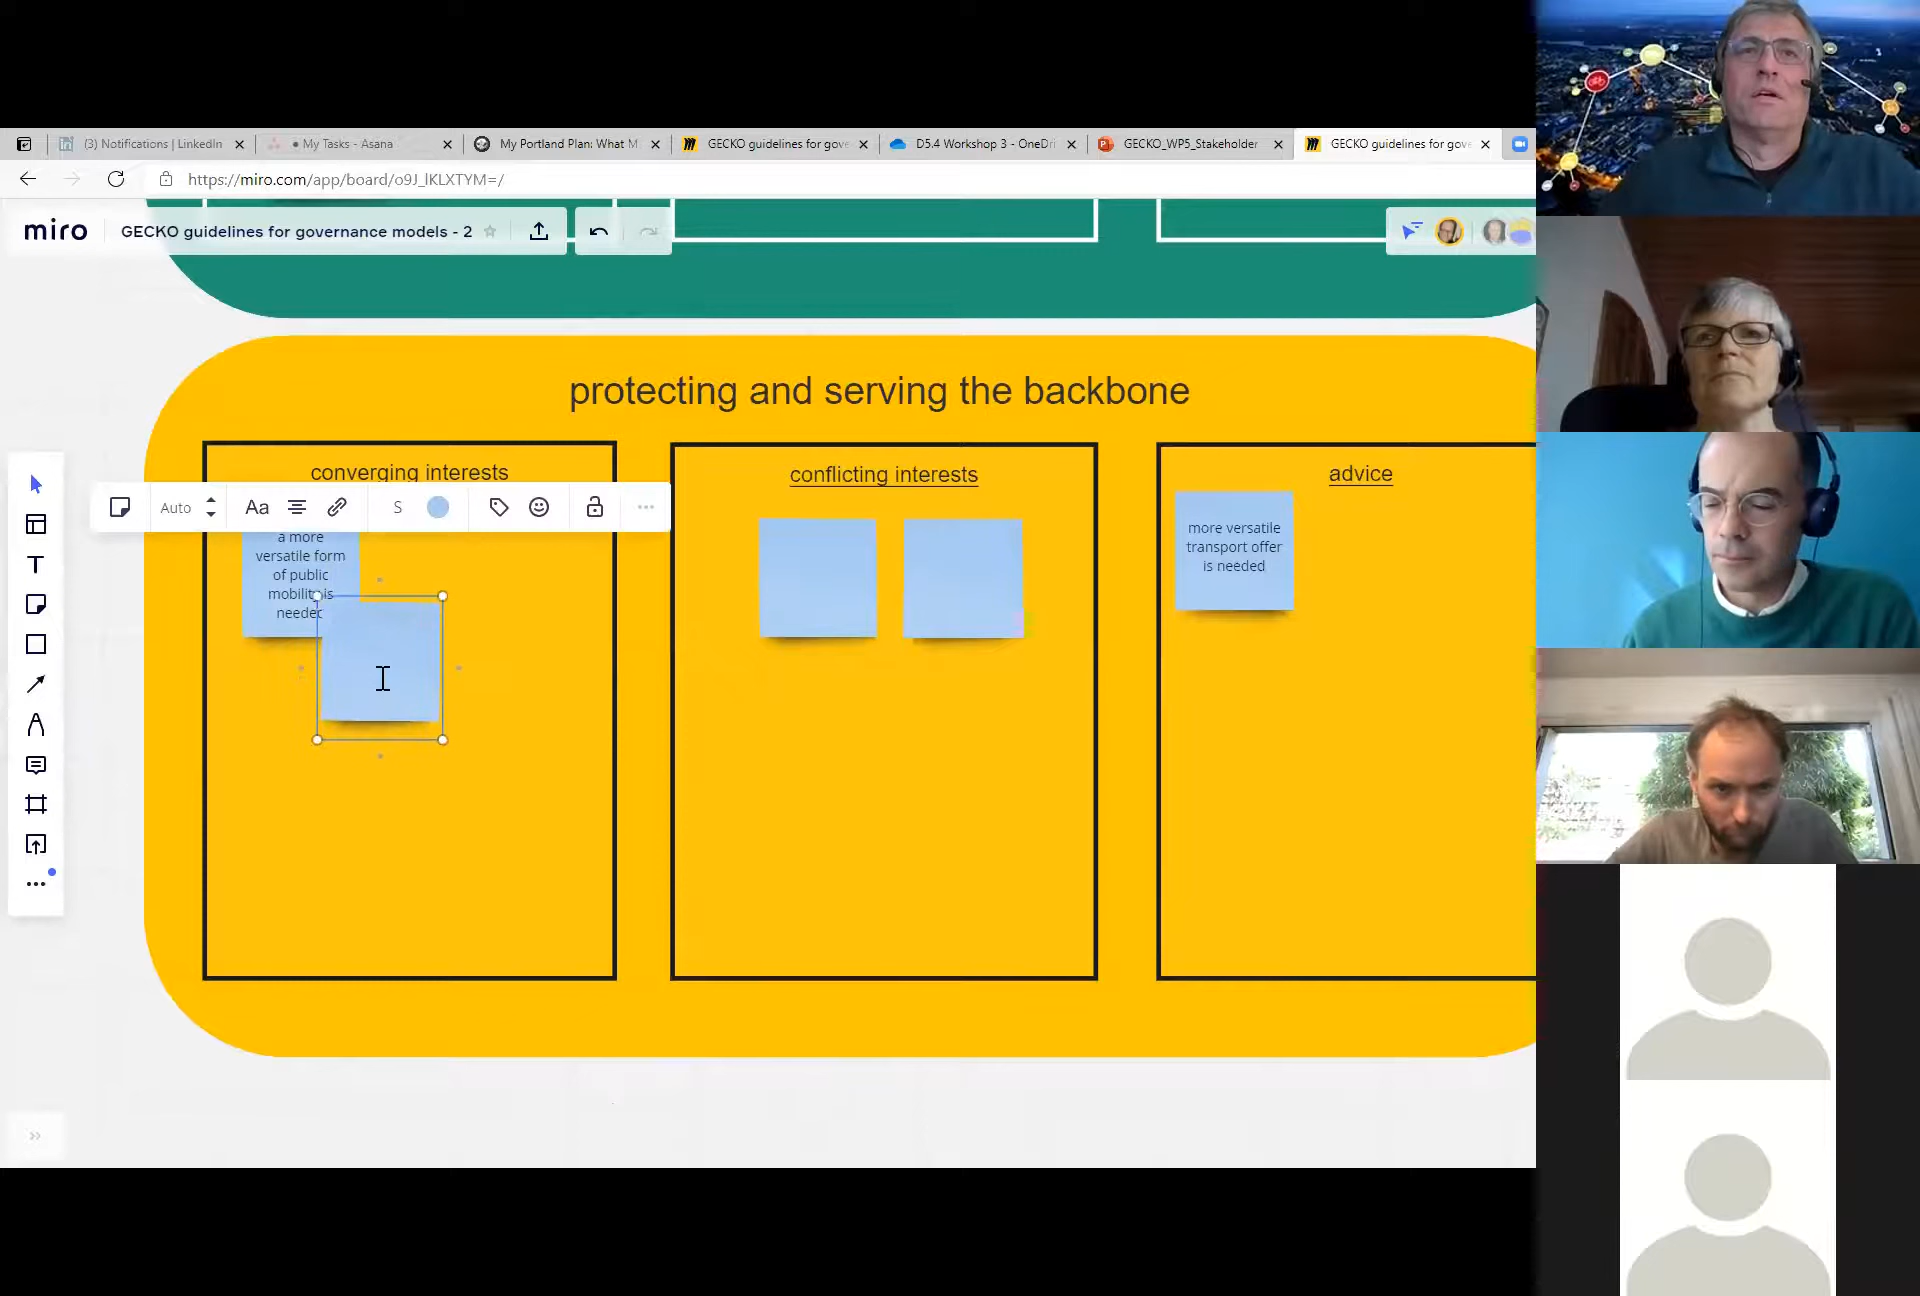 (3) Notifications | LinkedIn
My Tasks - Asana
My Portland Plan: What M
GECKO guidelines for gove
D5.4 Workshop 3 - OneDri
GECKO_WP5_Stakeholder
GECKO guidelines for gove
https://miro.com/app/board/o9J_lKLXTYM=/
miro
GECKO guidelines for governance models - 2
protecting and serving the backbone
converging interests
conflicting interests
advice
Auto
Aa
S
a more
versatile form
of public
mobility is
needed
more versatile
transport offer
is needed